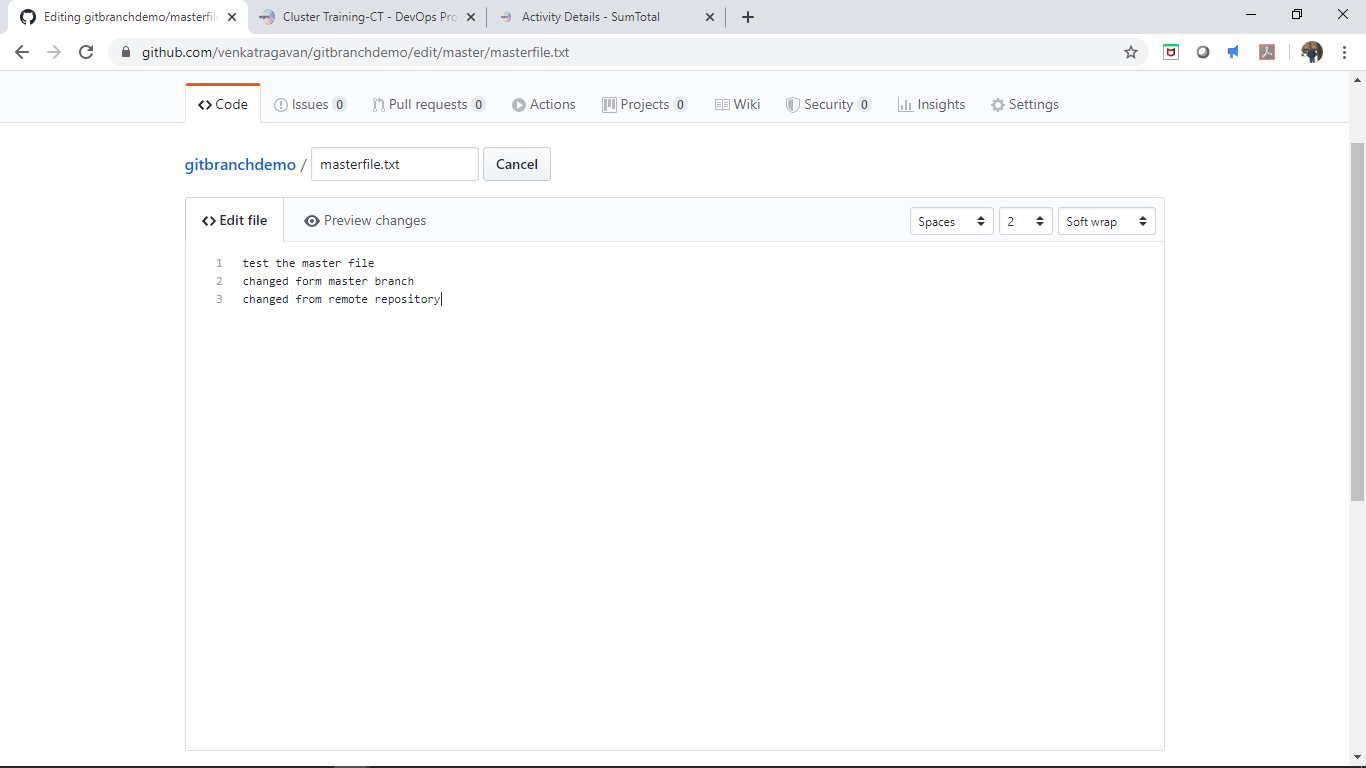 Editing gitbranchdemo/masterfile
Cluster Training-CT - DevOps Pro
Activity Details - SumTotal
github.com/venkatragavan/gitbranchdemo/edit/master/masterfile.txt
Code Issues 0 Pull requests 0 Actions Projects 0 Wiki Security 0 Insights Settings
gitbranchdemo / masterfile.txt Cancel
Edit file Preview changes Spaces 2 Soft wrap
1 test the master file
2 changed form master branch
3 changed from remote repository